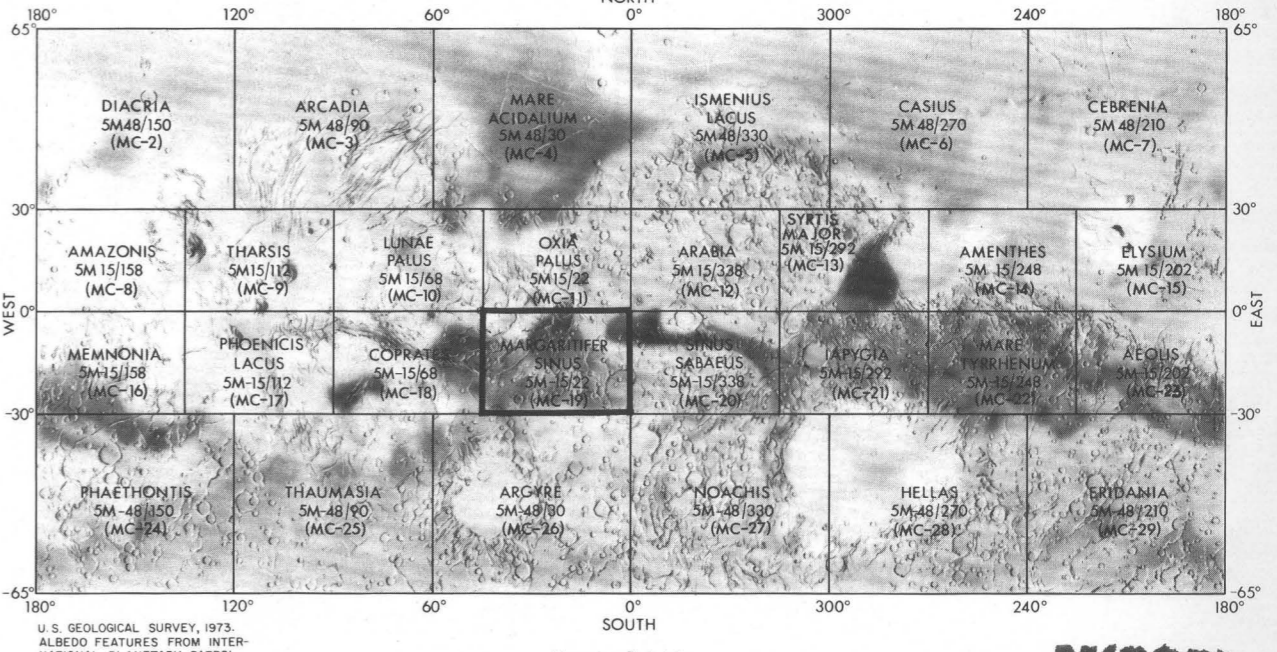 NORTH
180° 120° 60° 0° 300° 240° 180°
65° 65°
DIACRIA
5M48/150
(MC-2)
ARCADIA
5M 48/90
(MC-3)
MARE
ACIDALIUM
5M 48/30
(MC-4)
ISMENIUS
LACUS
5M 48/330
(MC-5)
CASIUS
5M 48/270
(MC-6)
CEBRENIA
5M 48/210
(MC-7)
30° 30°
AMAZONIS
5M 15/158
(MC-8)
THARSIS
5M15/112
(MC-9)
LUNAE
PALUS
5M 15/68
(MC-10)
OXIA
PALUS
5M15/22
(MC-11)
ARABIA
5M 15/338
(MC-12)
SYRTIS
MAJOR
5M 15/292
(MC-13)
AMENTHES
5M 15/248
(MC-14)
ELYSIUM
5M 15/202
(MC-15)
WEST
0° 0°
EAST
MEMNONIA
5M-15/158
(MC-16)
PHOENICIS
LACUS
5M-15/112
(MC-17)
COPRATES
5M-15/68
(MC-18)
MARGARITIFER
SINUS
5M-15/22
(MC-19)
SINUS
SABAEUS
5M-15/338
(MC-20)
IAPYGIA
5M-15/292
(MC-21)
MARE
TYRRHENUM
5M-15/248
(MC-22)
AEOLIS
5M-15/202
(MC-23)
-30° -30°
PHAETHONTIS
5M-48/150
(MC-24)
THAUMASIA
5M-48/90
(MC-25)
ARGYRE
5M-48/30
(MC-26)
NOACHIS
5M-48/330
(MC-27)
HELLAS
5M-48/270
(MC-28)
ERIDANIA
5M-48/210
(MC-29)
-65° -65°
180° 120° 60° 0° 300° 240° 180°
SOUTH
U.S. GEOLOGICAL SURVEY, 1973.
ALBEDO FEATURES FROM INTER-
NATIONAL PLANETARY PATROL